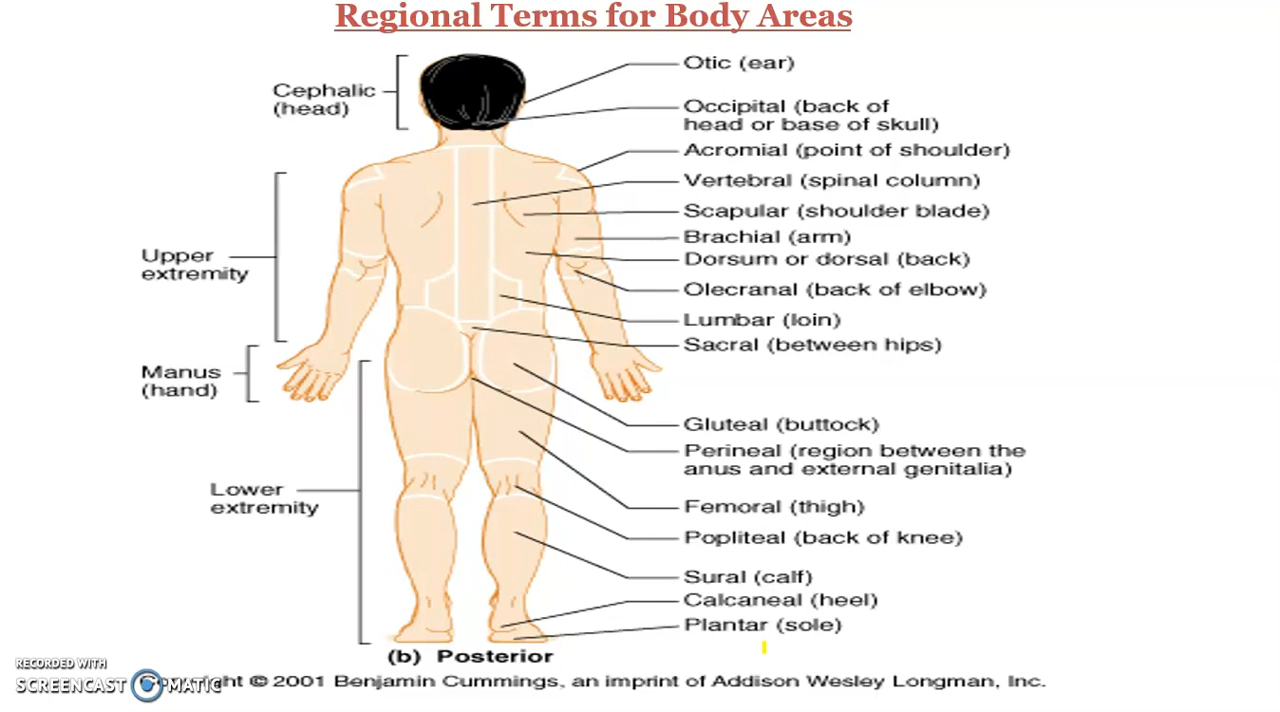 Regional Terms for Body Areas
Cephalic
(head)
Upper
extremity
Manus
(hand)
Lower
extremity
Otic (ear)
Occipital (back of
head or base of skull)
Acromial (point of shoulder)
Vertebral (spinal column)
Scapular (shoulder blade)
Brachial (arm)
Dorsum or dorsal (back)
Olecranal (back of elbow)
Lumbar (loin)
Sacral (between hips)
Gluteal (buttock)
Perineal (region between the
anus and external genitalia)
Femoral (thigh)
Popliteal (back of knee)
Sural (calf)
Calcaneal (heel)
Plantar (sole)
(b) Posterior
RECORDED WITH
SCREENCAST MATIC
© 2001 Benjamin Cummings, an imprint of Addison Wesley Longman, Inc.